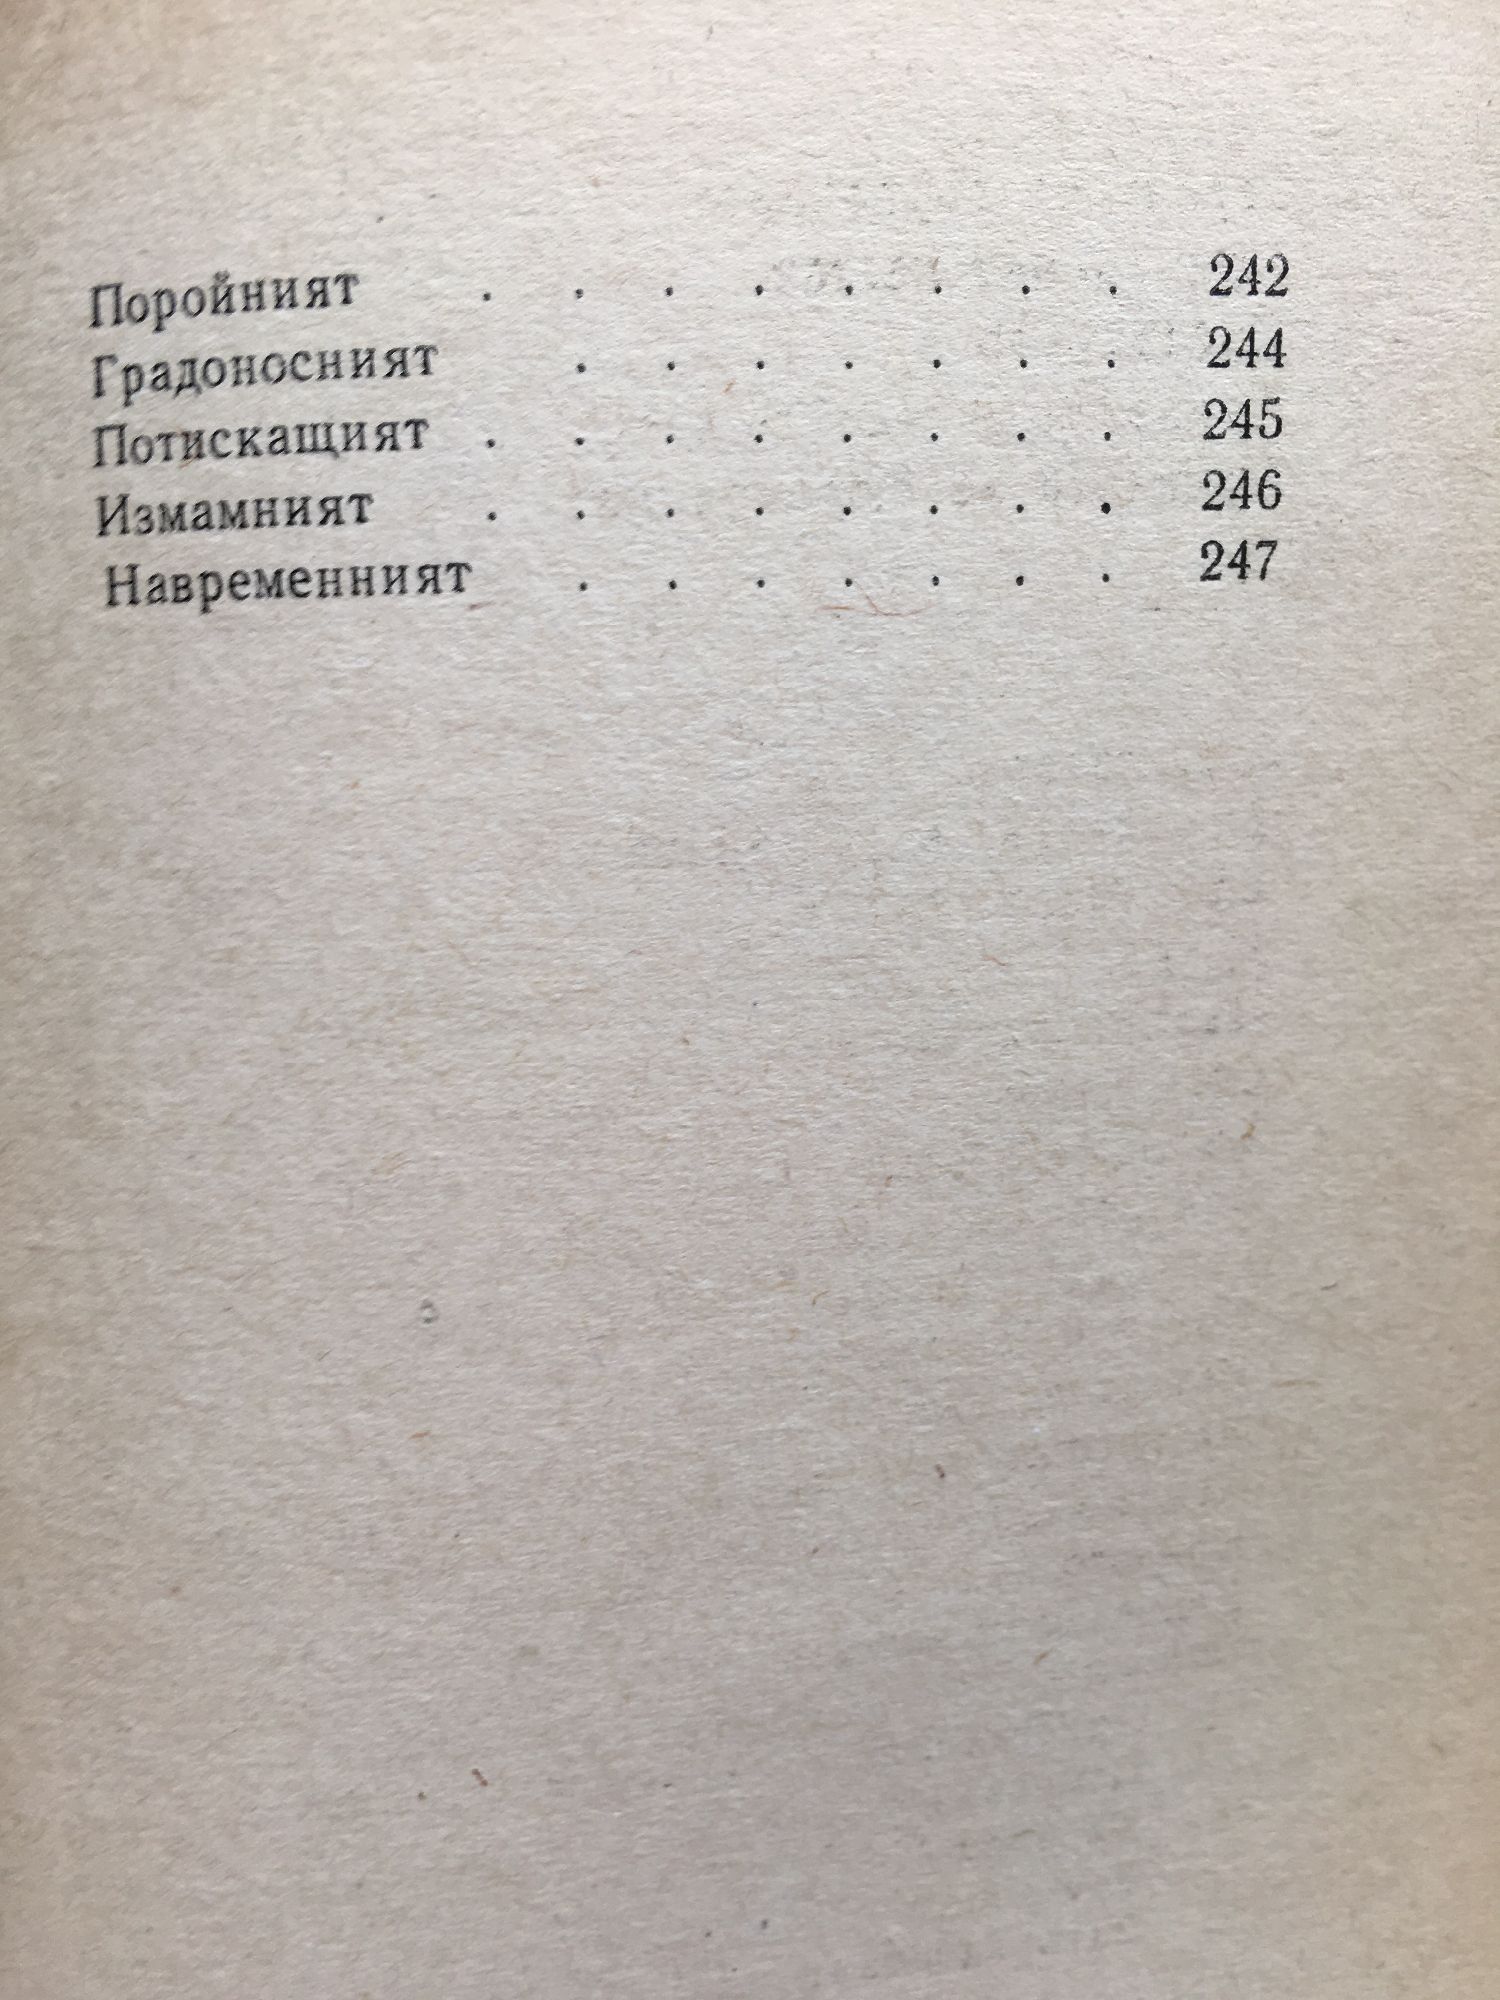 Поройният . . . . . . . . 242
Градоносният . . . . . . . 244
Потискащият . . . . . . . . 245
Измамният . . . . . . . . 246
Навременният . . . . . . . 247